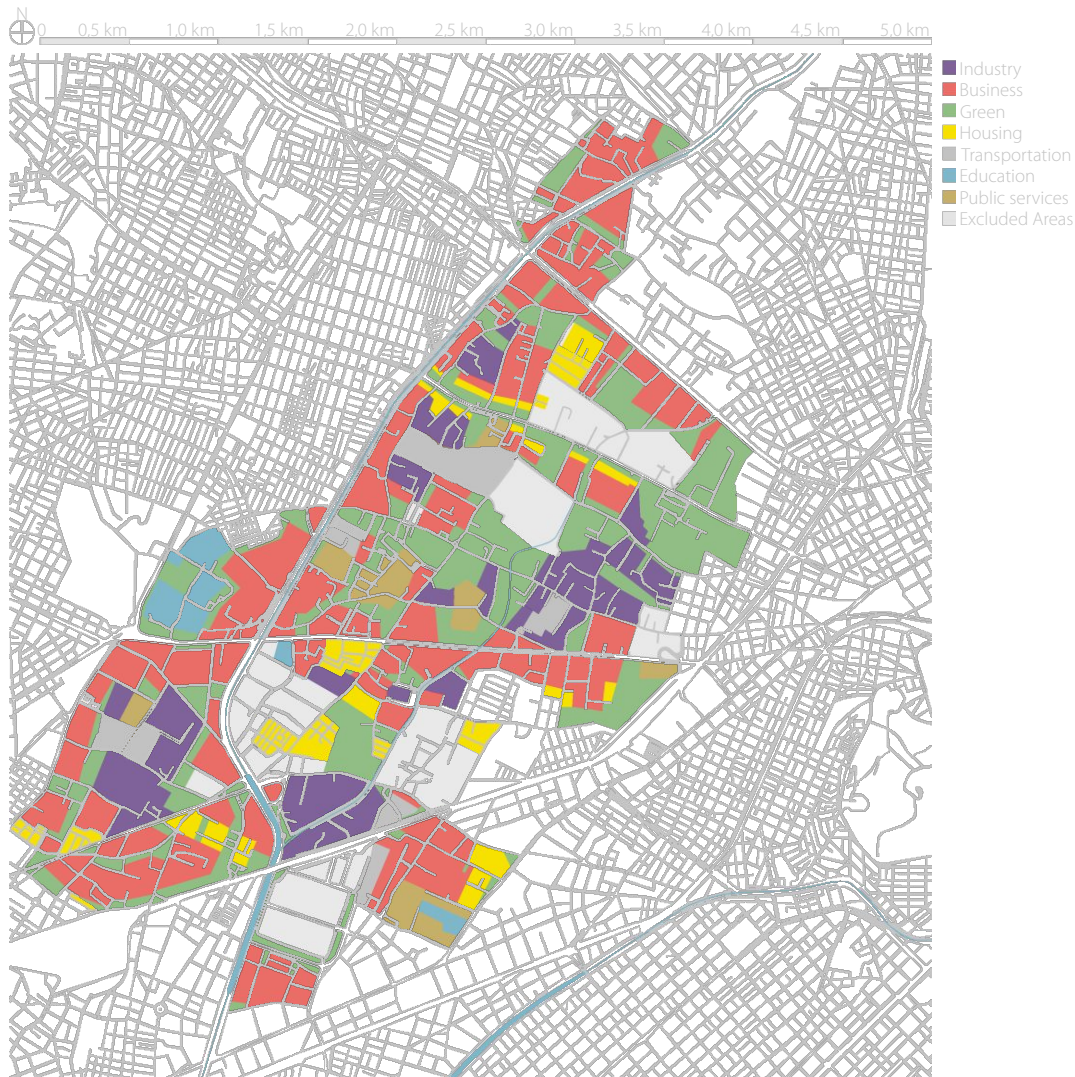 N
0 0,5 km 1,0 km 1,5 km 2,0 km 2,5 km 3,0 km 3,5 km 4,0 km 4,5 km 5,0 km
Industry
Business
Green
Housing
Transportation
Education
Public services
Excluded Areas